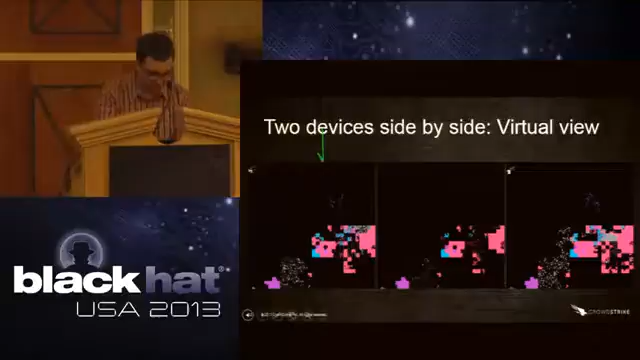 Two devices side by side: Virtual view
black hat®
USA 2013
CROWDSTRIKE